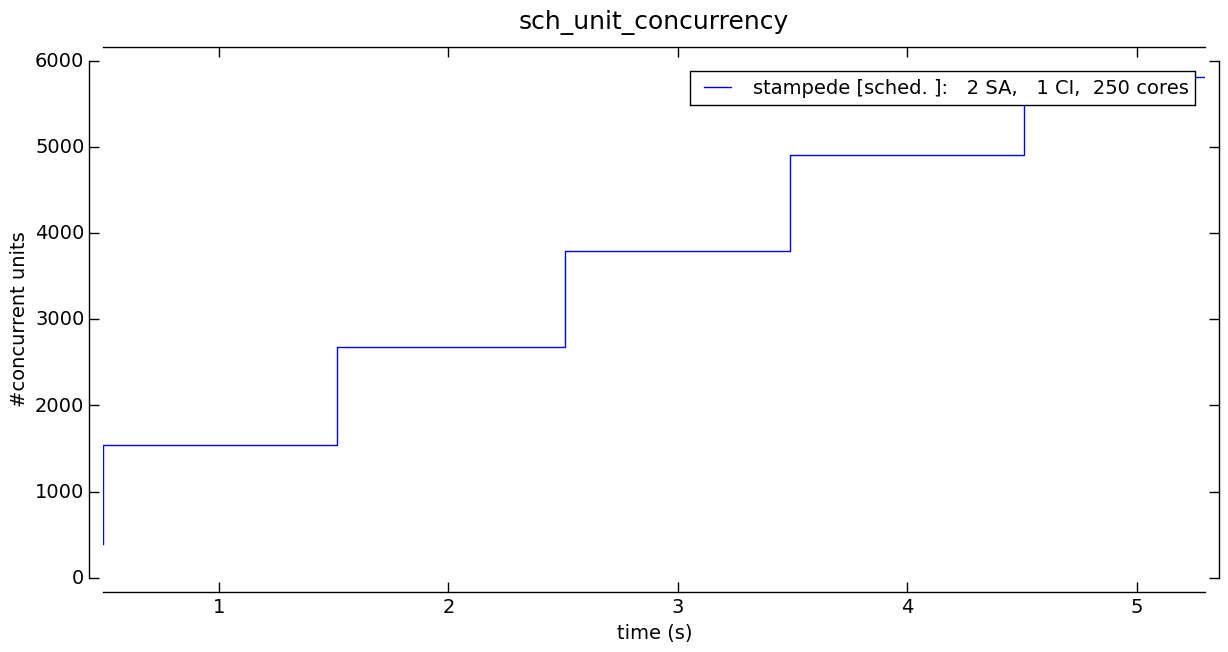 sch_unit_concurrency
6000
stampede [sched. ]:   2 SA,   1 CI,  250 cores
5000
4000
3000
2000
1000
0
#concurrent units
1 2 3 4 5
time (s)